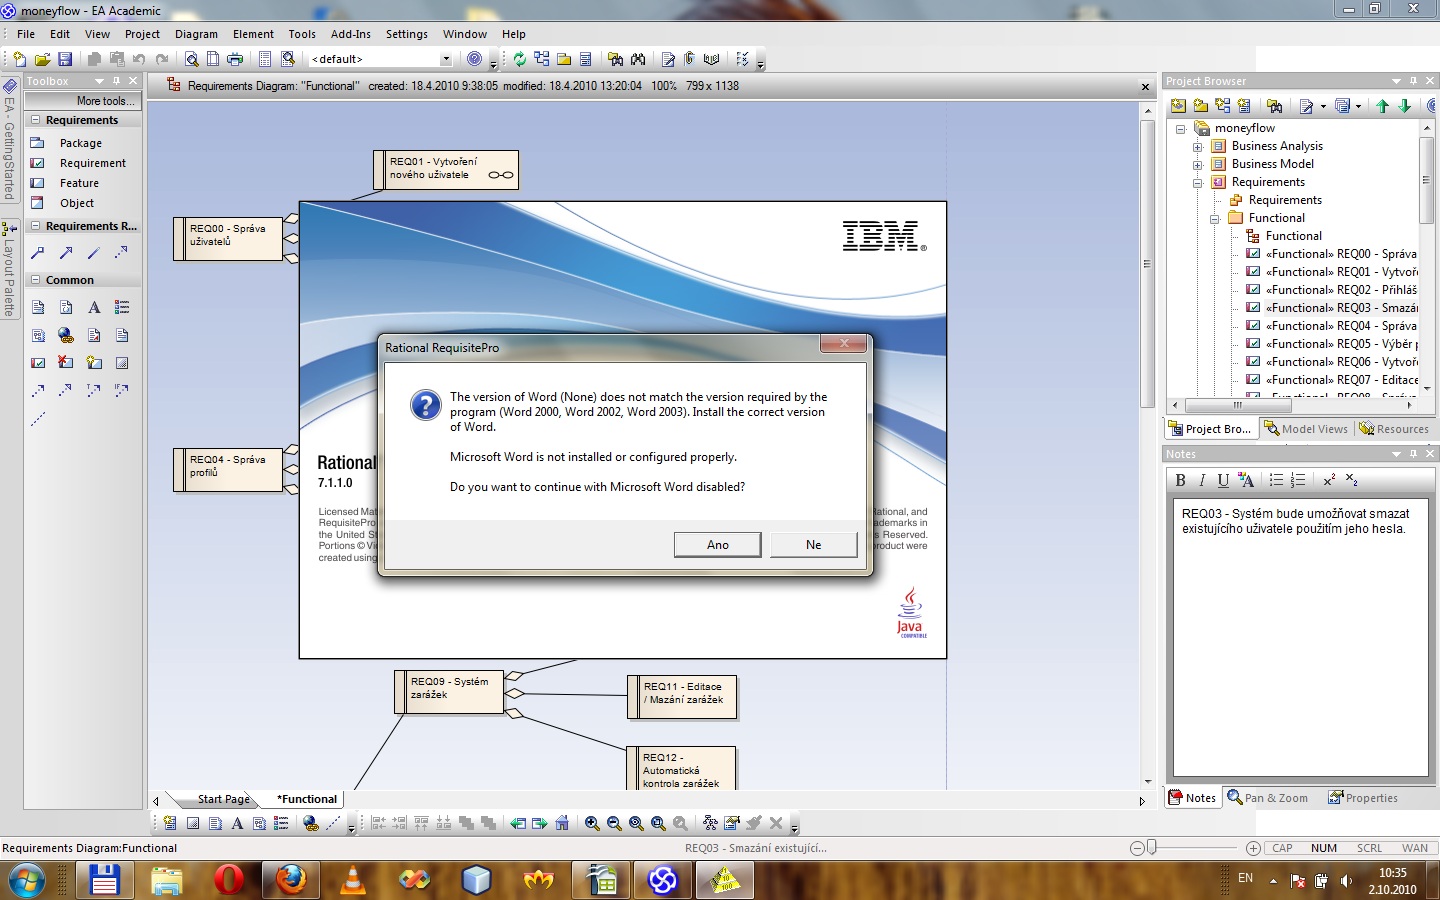 moneyflow - EA Academic
File Edit View Project Diagram Element Tools Add-Ins Settings Window Help
<default>
Toolbox
More tools...
Requirements
Package
Requirement
Feature
Object
Requirements R...
Common
EA - GettingStarted
Layout Palette
Requirements Diagram: "Functional" created: 18.4.2010 9:38:05 modified: 18.4.2010 13:20:04 100% 799 x 1138
REQ01 - Vytvoření
nového uživatele
REQ00 - Správa
uživatelů
REQ04 - Správa
profilů
IBM®
Rational
7.1.1.0
Licensed Mat
RequisitePro
the United St
Portions © Vi
created using
Rational, and
ademarks in
s Reserved.
product were
Java
COMPATIBLE
Rational RequisitePro
The version of Word (None) does not match the version required by the
program (Word 2000, Word 2002, Word 2003). Install the correct version
of Word.
Microsoft Word is not installed or configured properly.
Do you want to continue with Microsoft Word disabled?
Ano Ne
REQ09 - Systém
zarážek
REQ11 - Editace
/ Mazání zarážek
REQ12 -
Automatická
kontrola zarážek
Start Page *Functional
Project Browser
moneyflow
Business Analysis
Business Model
Requirements
Requirements
Functional
Functional
«Functional» REQ00 - Správa
«Functional» REQ01 - Vytvoř
«Functional» REQ02 - Přihláš
«Functional» REQ03 - Smazá
«Functional» REQ04 - Správa
«Functional» REQ05 - Výběr p
«Functional» REQ06 - Vytvoř
«Functional» REQ07 - Editace
Project Bro... Model Views Resources
Notes
B I U A x² x₂
REQ03 - Systém bude umožňovat smazat
existujícího uživatele použitím jeho hesla.
Notes Pan & Zoom Properties
Requirements Diagram:Functional
REQ03 - Smazání existující...
CAP NUM SCRL WAN
EN
10:35
2.10.2010